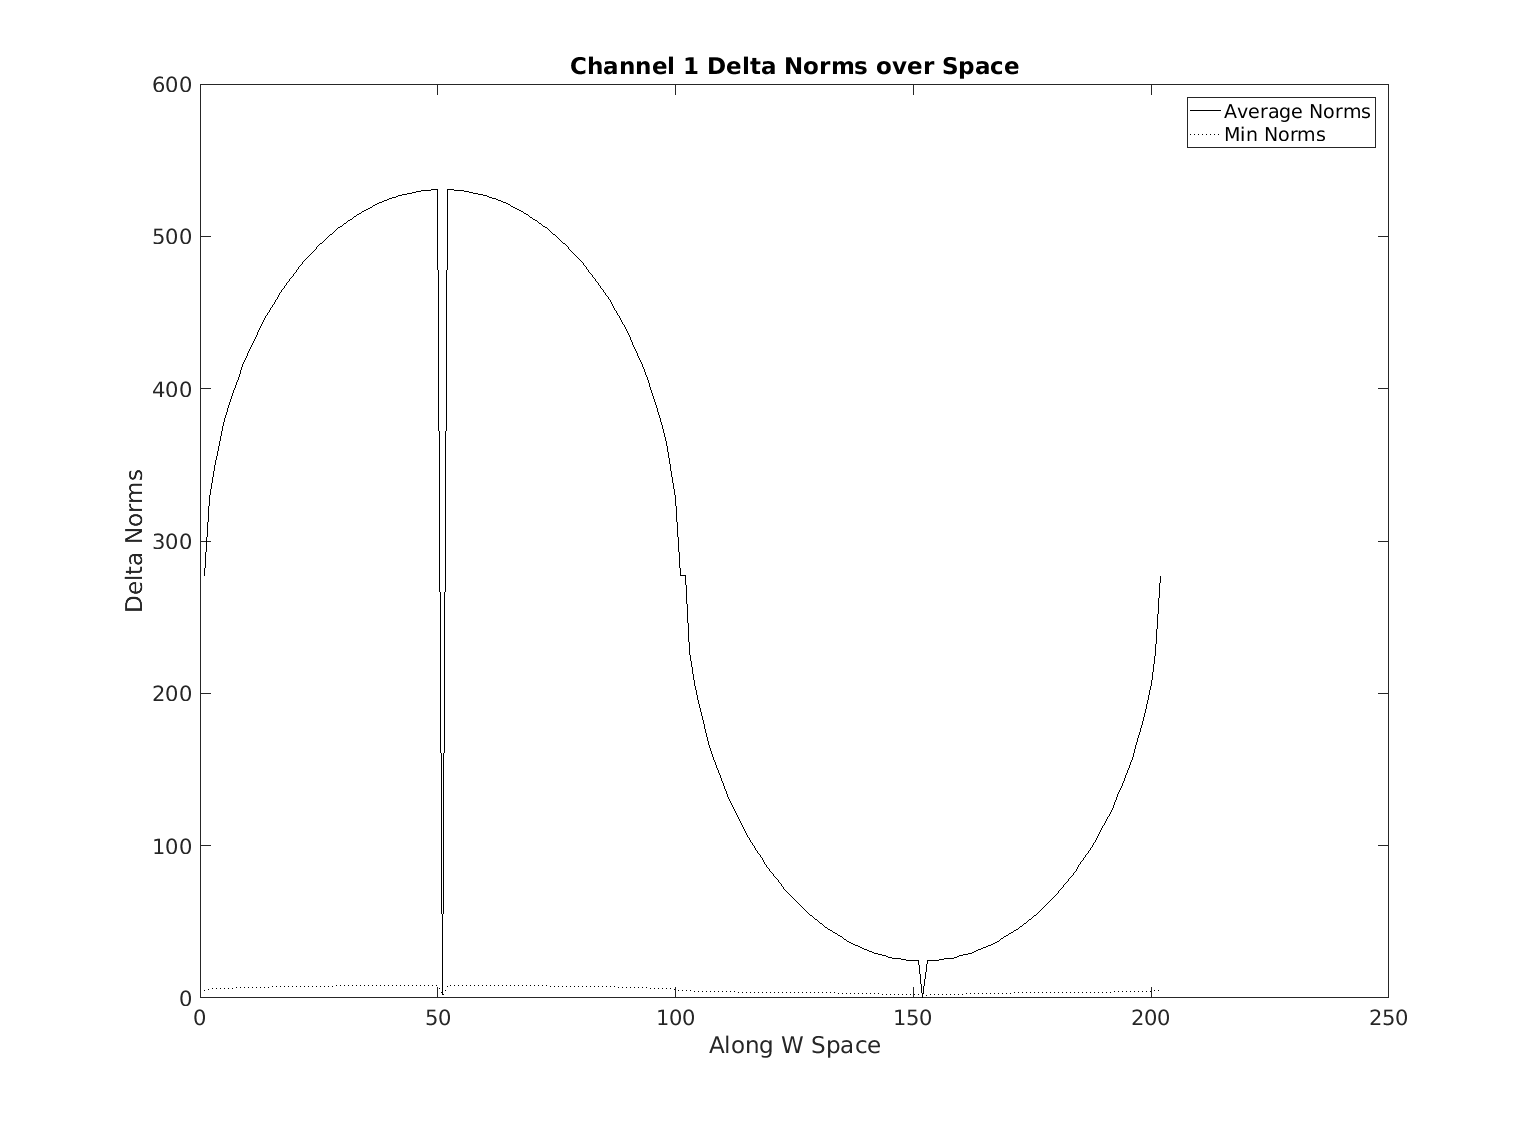 Channel 1 Delta Norms over Space
Average Norms
Min Norms
600
500
400
300
200
100
0
Delta Norms
0 50 100 150 200 250
Along W Space